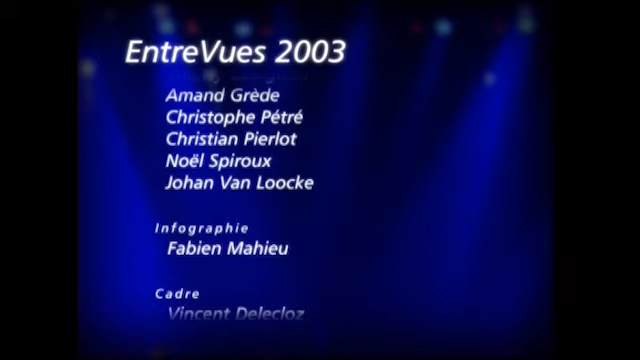 EntreVues 2003
Amand Grède
Christophe Pétré
Christian Pierlot
Noël Spiroux
Johan Van Loocke
Infographie
Fabien Mahieu
Cadre
Vincent Delecloz